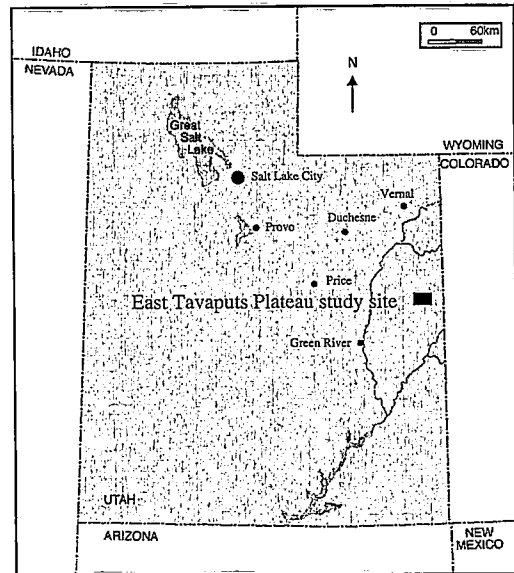 0 60km
IDAHO
NEVADA
N
Great
Salt
Lake
WYOMING
COLORADO
Salt Lake City
Vernal
Provo
Duchesne
Price
East Tavaputs Plateau study site
Green River
UTAH
ARIZONA
NEW
MEXICO